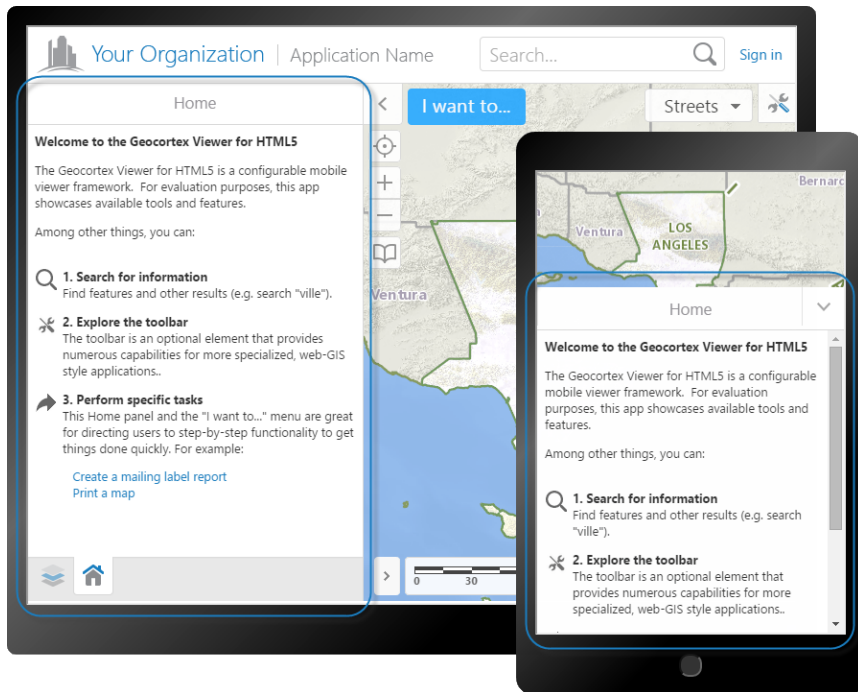 Your Organization | Application Name
Search...
Sign in
Home
I want to...
Streets
Welcome to the Geocortex Viewer for HTML5
The Geocortex Viewer for HTML5 is a configurable mobile
viewer framework. For evaluation purposes, this app
showcases available tools and features.
Among other things, you can:
1. Search for information
Find features and other results (e.g. search "ville").
2. Explore the toolbar
The toolbar is an optional element that provides
numerous capabilities for more specialized, web-GIS
style applications..
3. Perform specific tasks
This Home panel and the "I want to..." menu are great
for directing users to step-by-step functionality to get
things done quickly. For example:
Create a mailing label report
Print a map
Ventura
0 30
Bernarc
Ventura
LOS
ANGELES
Home
Welcome to the Geocortex Viewer for HTML5
The Geocortex Viewer for HTML5 is a configurable
mobile viewer framework. For evaluation
purposes, this app showcases available tools and
features.
Among other things, you can:
1. Search for information
Find features and other results (e.g. search
"ville").
2. Explore the toolbar
The toolbar is an optional element that
provides numerous capabilities for more
specialized, web-GIS style applications..